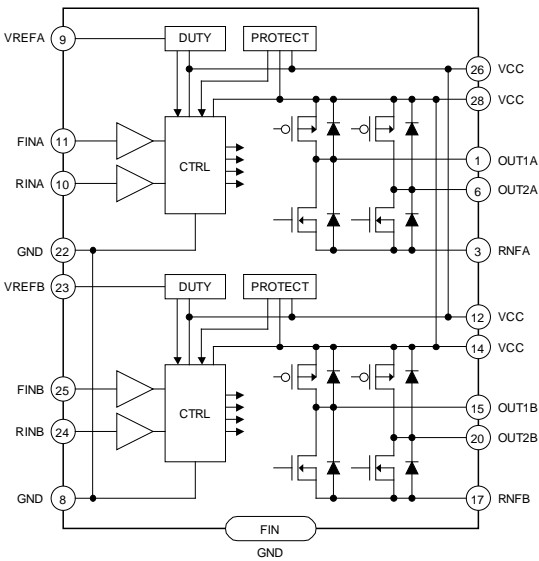 VREFA 9 DUTY PROTECT
26 VCC
28 VCC
FINA 11
CTRL
1 OUT1A
RINA 10
6 OUT2A
GND 22
3 RNFA
VREFB 23 DUTY PROTECT
12 VCC
14 VCC
FINB 25
CTRL
15 OUT1B
RINB 24
20 OUT2B
GND 8
17 RNFB
FIN
GND